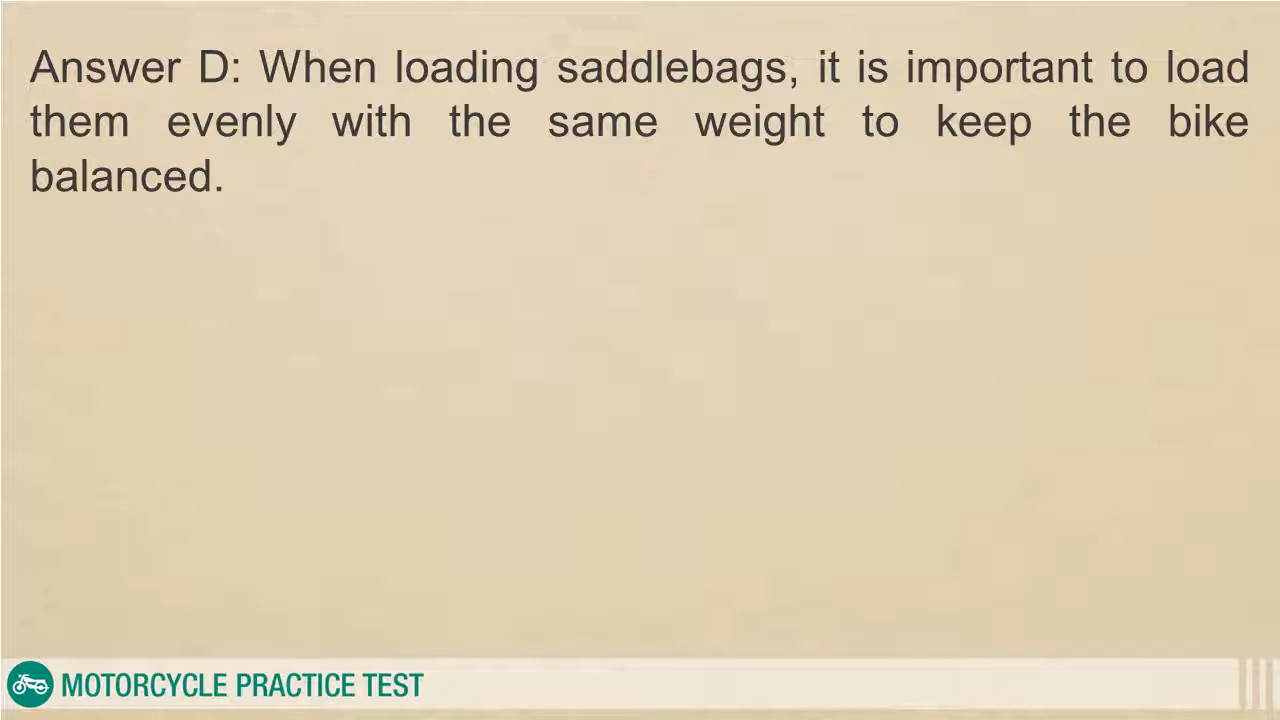 Answer D: When loading saddlebags, it is important to load
them evenly with the same weight to keep the bike
balanced.
MOTORCYCLE PRACTICE TEST